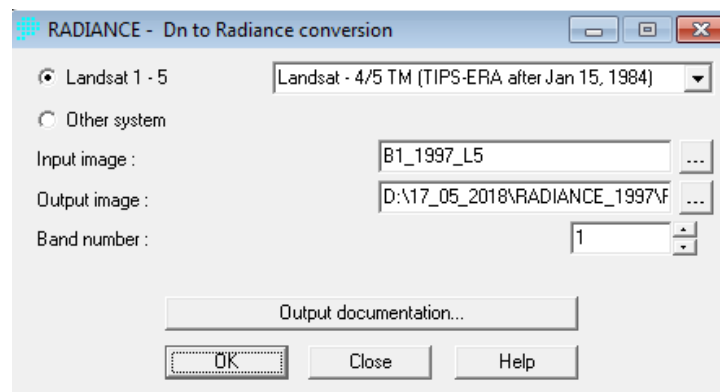 RADIANCE - Dn to Radiance conversion
Landsat 1 - 5 Landsat - 4/5 TM (TIPS-ERA after Jan 15, 1984)
Other system
Input image : B1_1997_L5 ...
Output image : D:\17_05_2018\RADIANCE_1997\F ...
Band number : 1
Output documentation...
OK Close Help